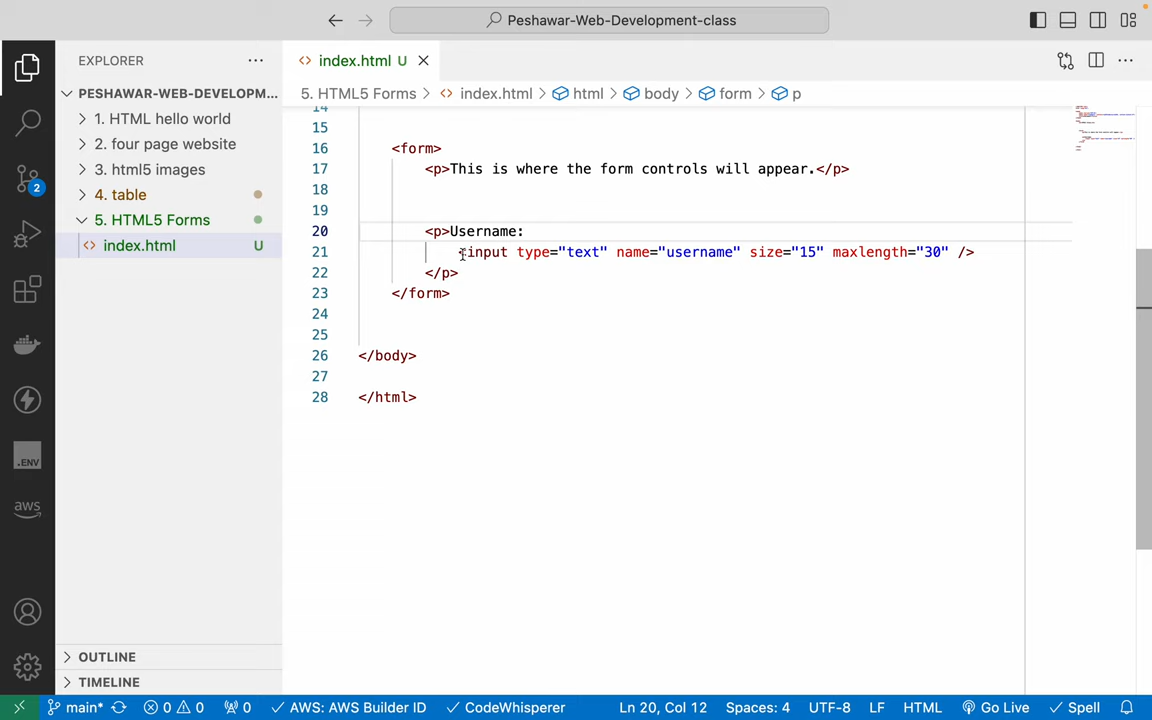 Peshawar-Web-Development-class
EXPLORER
index.html U
PESHAWAR-WEB-DEVELOPM...
5. HTML5 Forms > index.html > html > body > form > p
1. HTML hello world
2. four page website
3. html5 images
4. table
5. HTML5 Forms
index.html U
2
.ENV
aws
14
15
16 <form>
17 <p>This is where the form controls will appear.</p>
18
19
20 <p>Username:
21 <input type="text" name="username" size="15" maxlength="30" />
22 </p>
23 </form>
24
25
26 </body>
27
28 </html>
OUTLINE
TIMELINE
main* 0 0 0 AWS: AWS Builder ID CodeWhisperer Ln 20, Col 12 Spaces: 4 UTF-8 LF HTML Go Live Spell